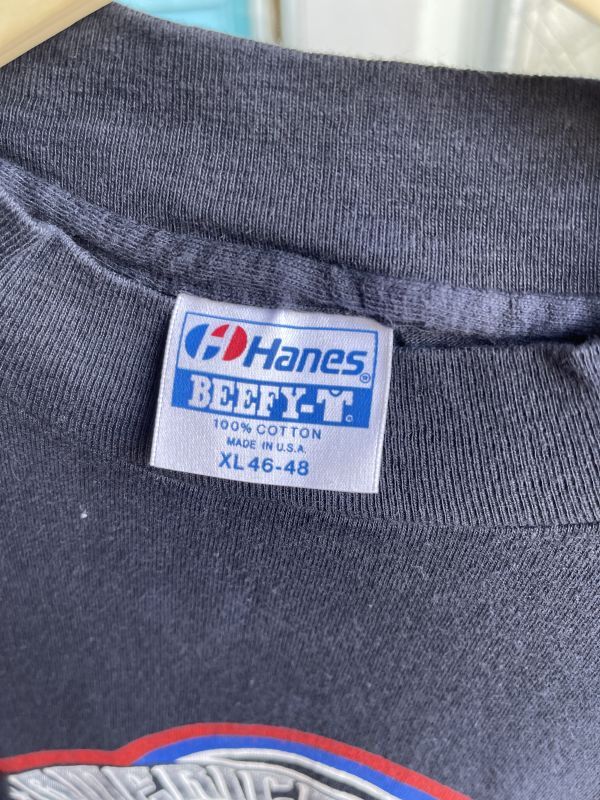 Hanes®
BEEFY-T®
100% COTTON
MADE IN U.S.A.
XL 46-48